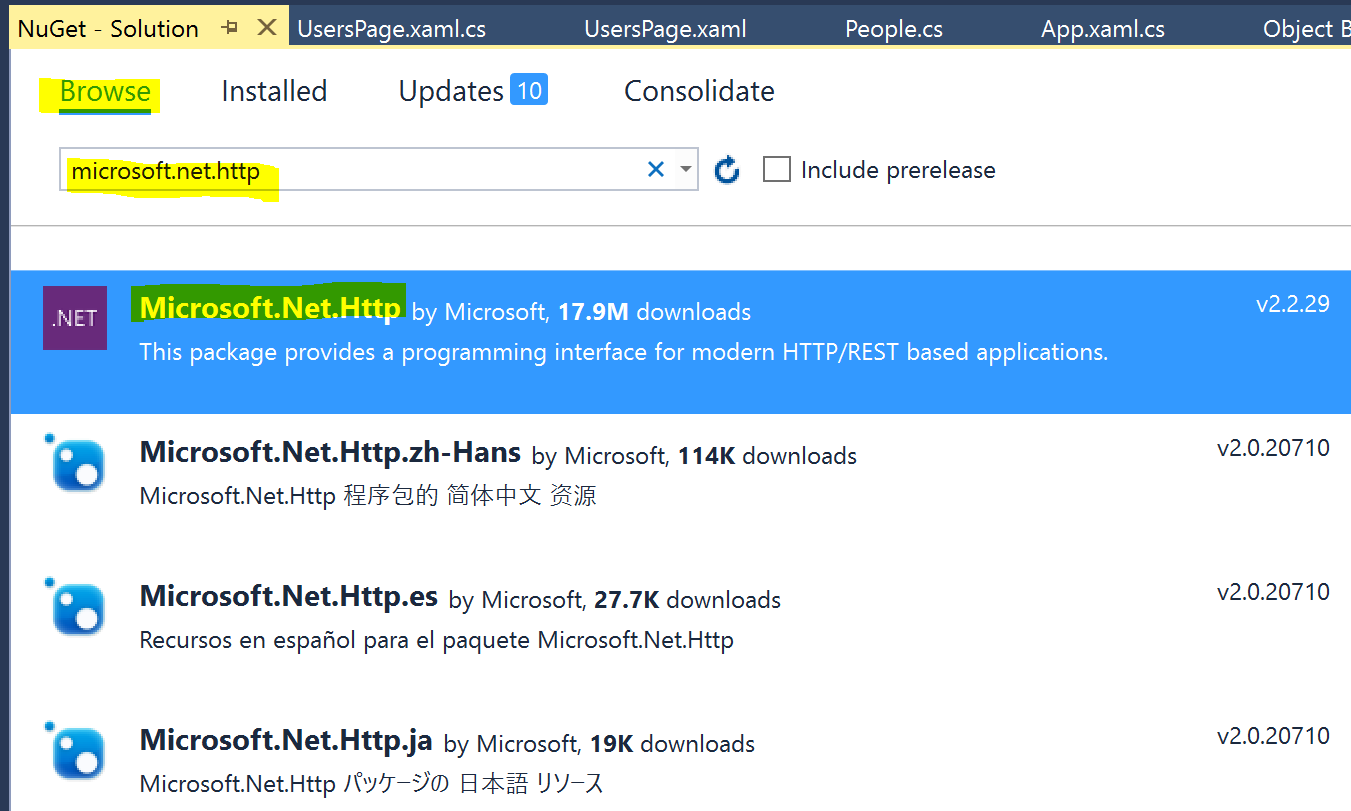 NuGet - Solution UsersPage.xaml.cs UsersPage.xaml People.cs App.xaml.cs Object B
Browse Installed Updates 10 Consolidate
microsoft.net.http Include prerelease
.NET Microsoft.Net.Http by Microsoft, 17.9M downloads v2.2.29
This package provides a programming interface for modern HTTP/REST based applications.
Microsoft.Net.Http.zh-Hans by Microsoft, 114K downloads v2.0.20710
Microsoft.Net.Http 程序包的 简体中文 资源
Microsoft.Net.Http.es by Microsoft, 27.7K downloads v2.0.20710
Recursos en español para el paquete Microsoft.Net.Http
Microsoft.Net.Http.ja by Microsoft, 19K downloads v2.0.20710
Microsoft.Net.Http パッケージの 日本語 リソース